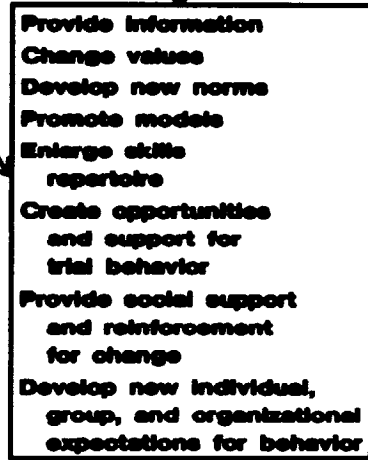 Provide information
Change values
Develop new norms
Promote models
Enlarge skills
repertoire
Create opportunities
and support for
trial behavior
Provide social support
and reinforcement
for change
Develop new individual,
group, and organizational
expectations for behavior